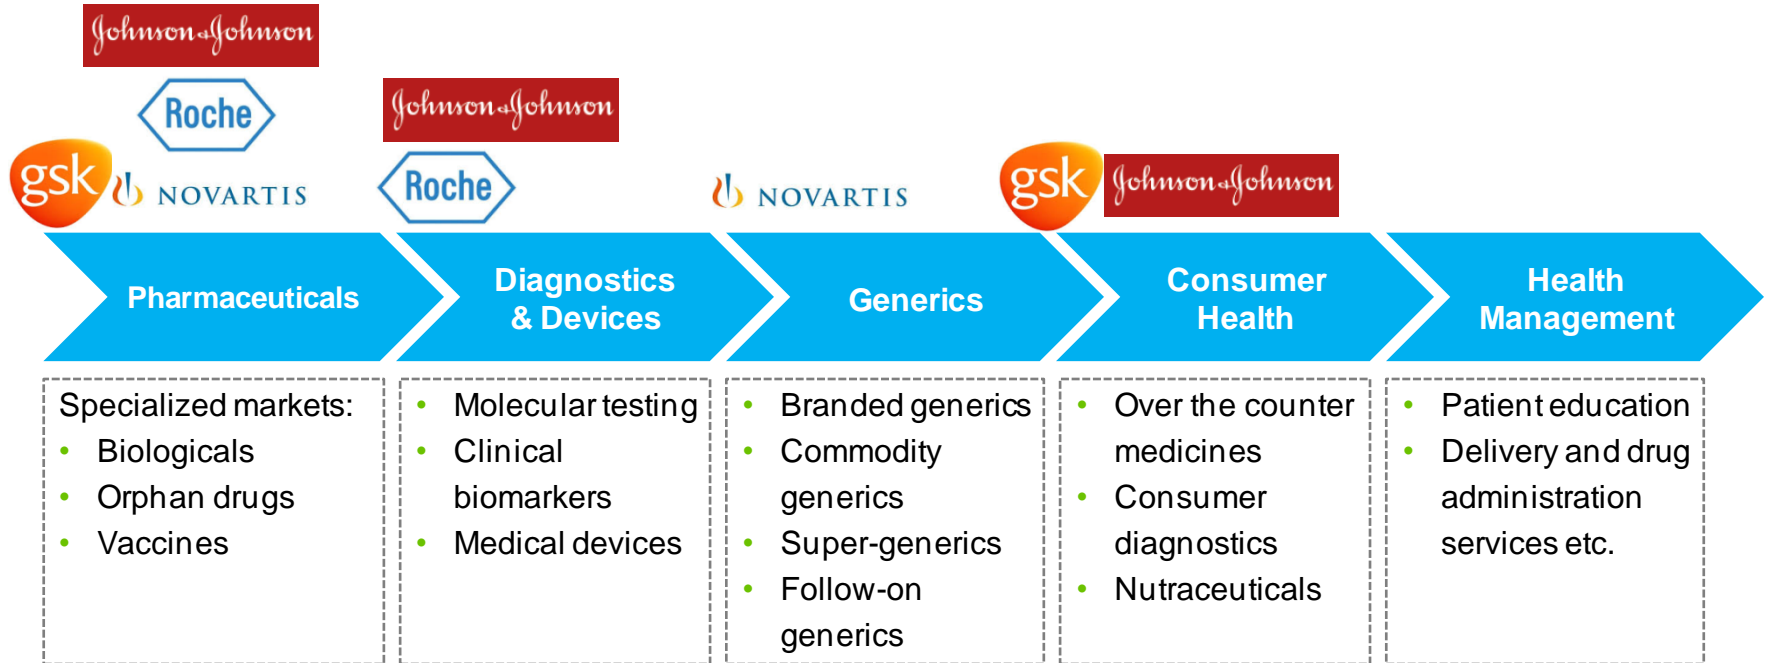 Johnson&Johnson
Roche
gsk
NOVARTIS
Johnson&Johnson
Roche
NOVARTIS
gsk
Johnson&Johnson
Pharmaceuticals
Diagnostics
& Devices
Generics
Consumer
Health
Health
Management
Specialized markets:
• Biologicals
• Orphan drugs
• Vaccines
• Molecular testing
• Clinical
biomarkers
• Medical devices
• Branded generics
• Commodity
generics
• Super-generics
• Follow-on
generics
• Over the counter
medicines
• Consumer
diagnostics
• Nutraceuticals
• Patient education
• Delivery and drug
administration
services etc.